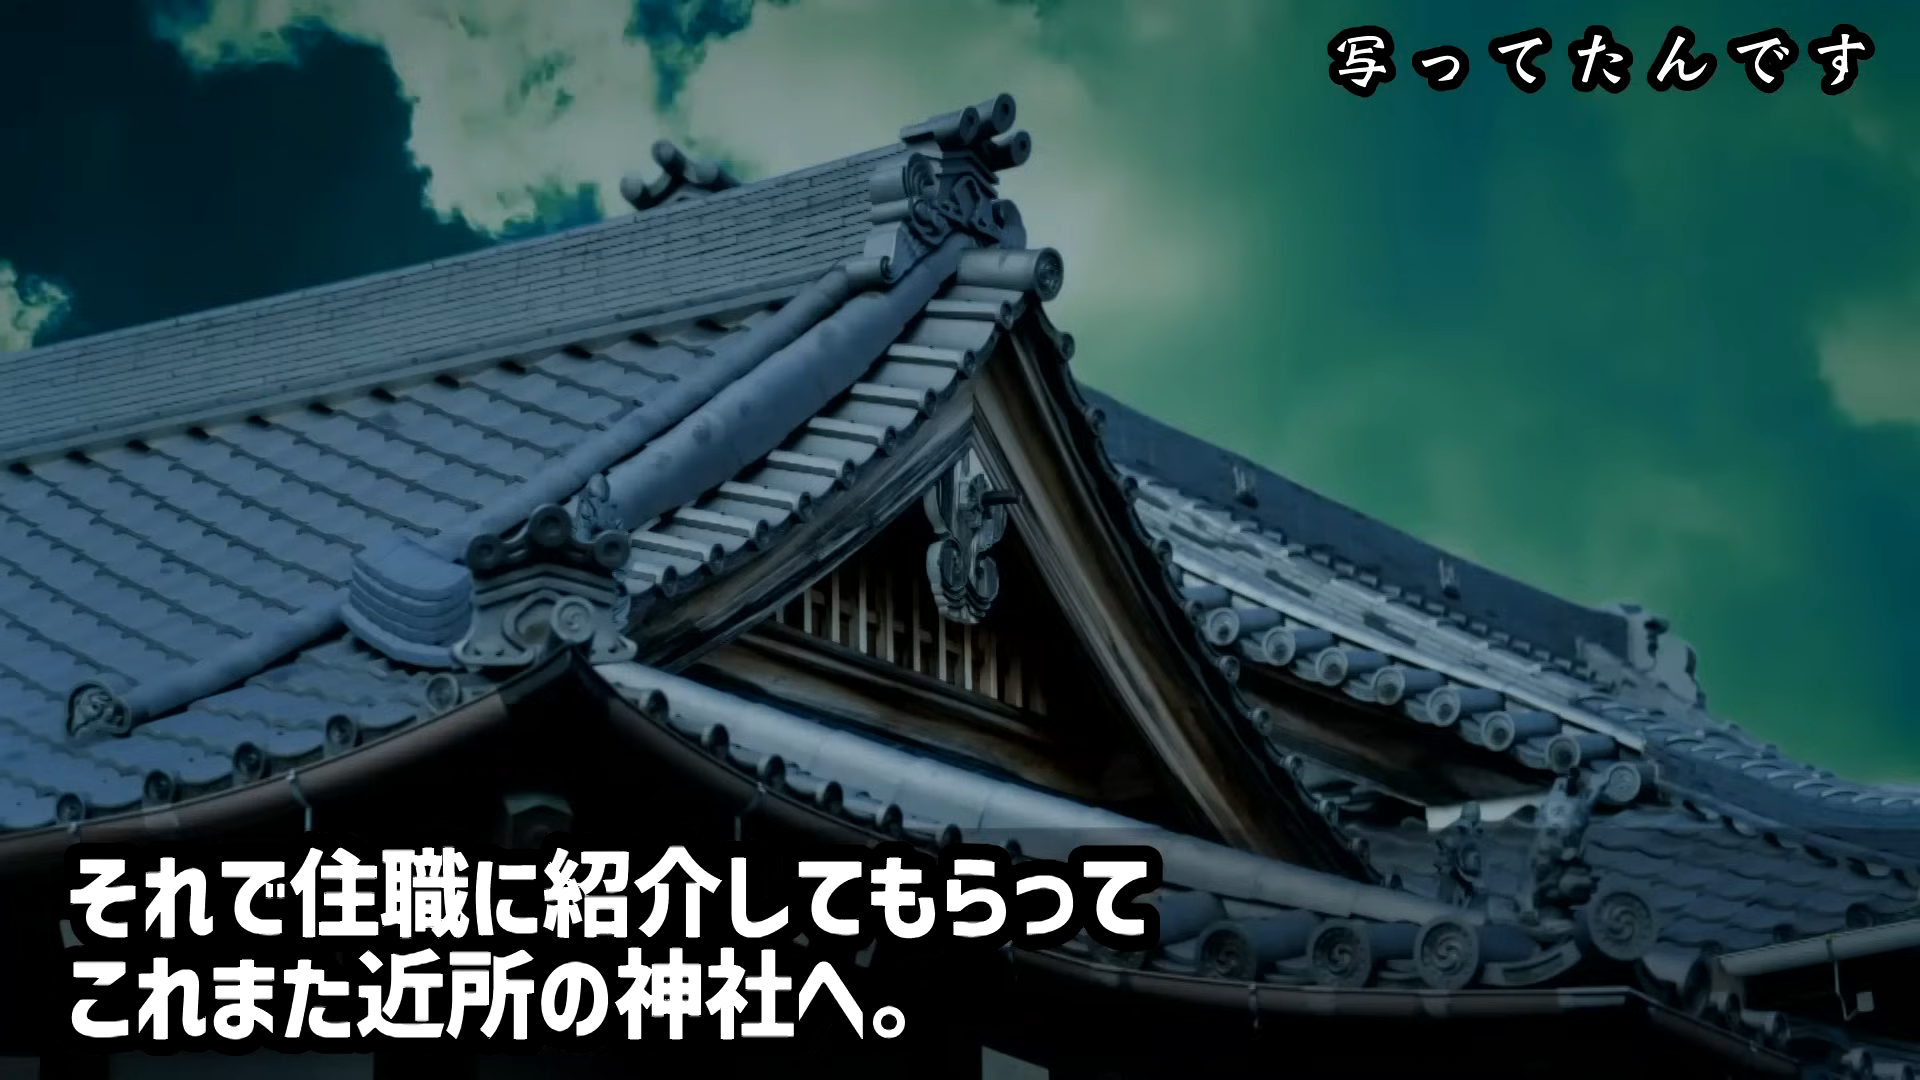 写ってたんです
それで住職に紹介してもらって
これまた近所の神社へ。